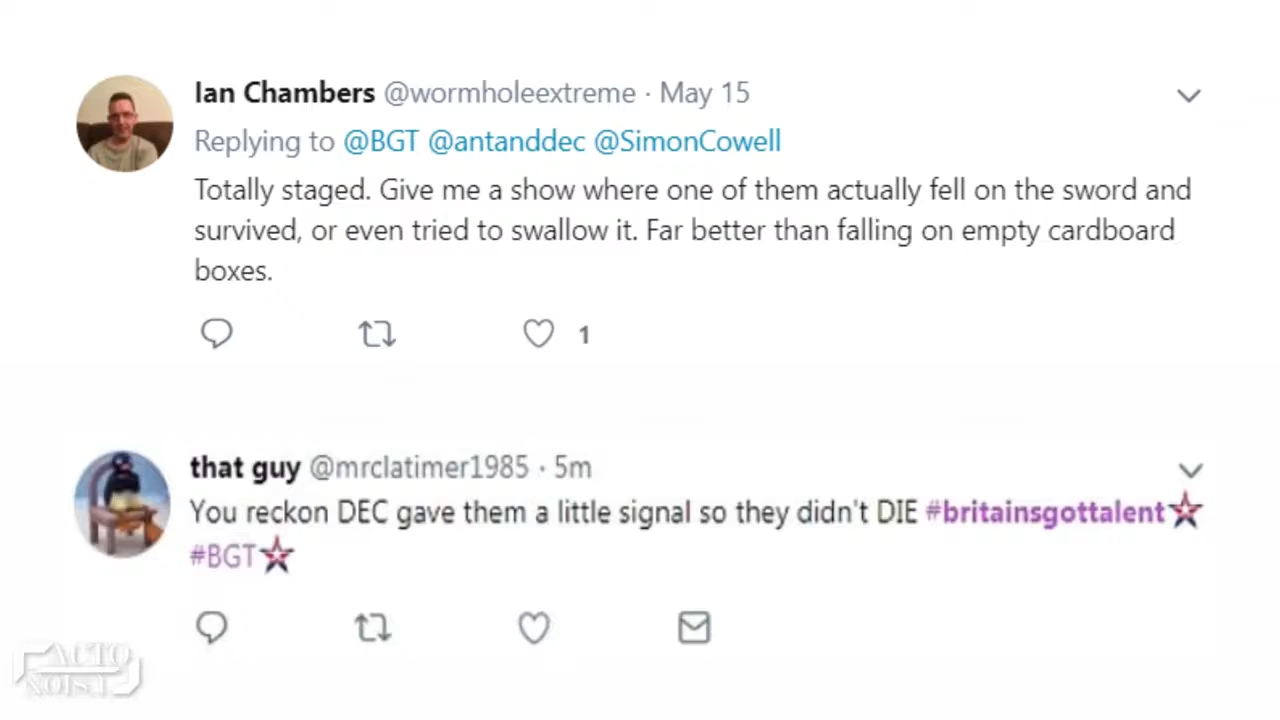 Ian Chambers @wormholeextreme · May 15
Replying to @BGT @antanddec @SimonCowell
Totally staged. Give me a show where one of them actually fell on the sword and
survived, or even tried to swallow it. Far better than falling on empty cardboard
boxes.
1
that guy @mrclatimer1985 · 5m
You reckon DEC gave them a little signal so they didn't DIE #britainsgottalent
#BGT